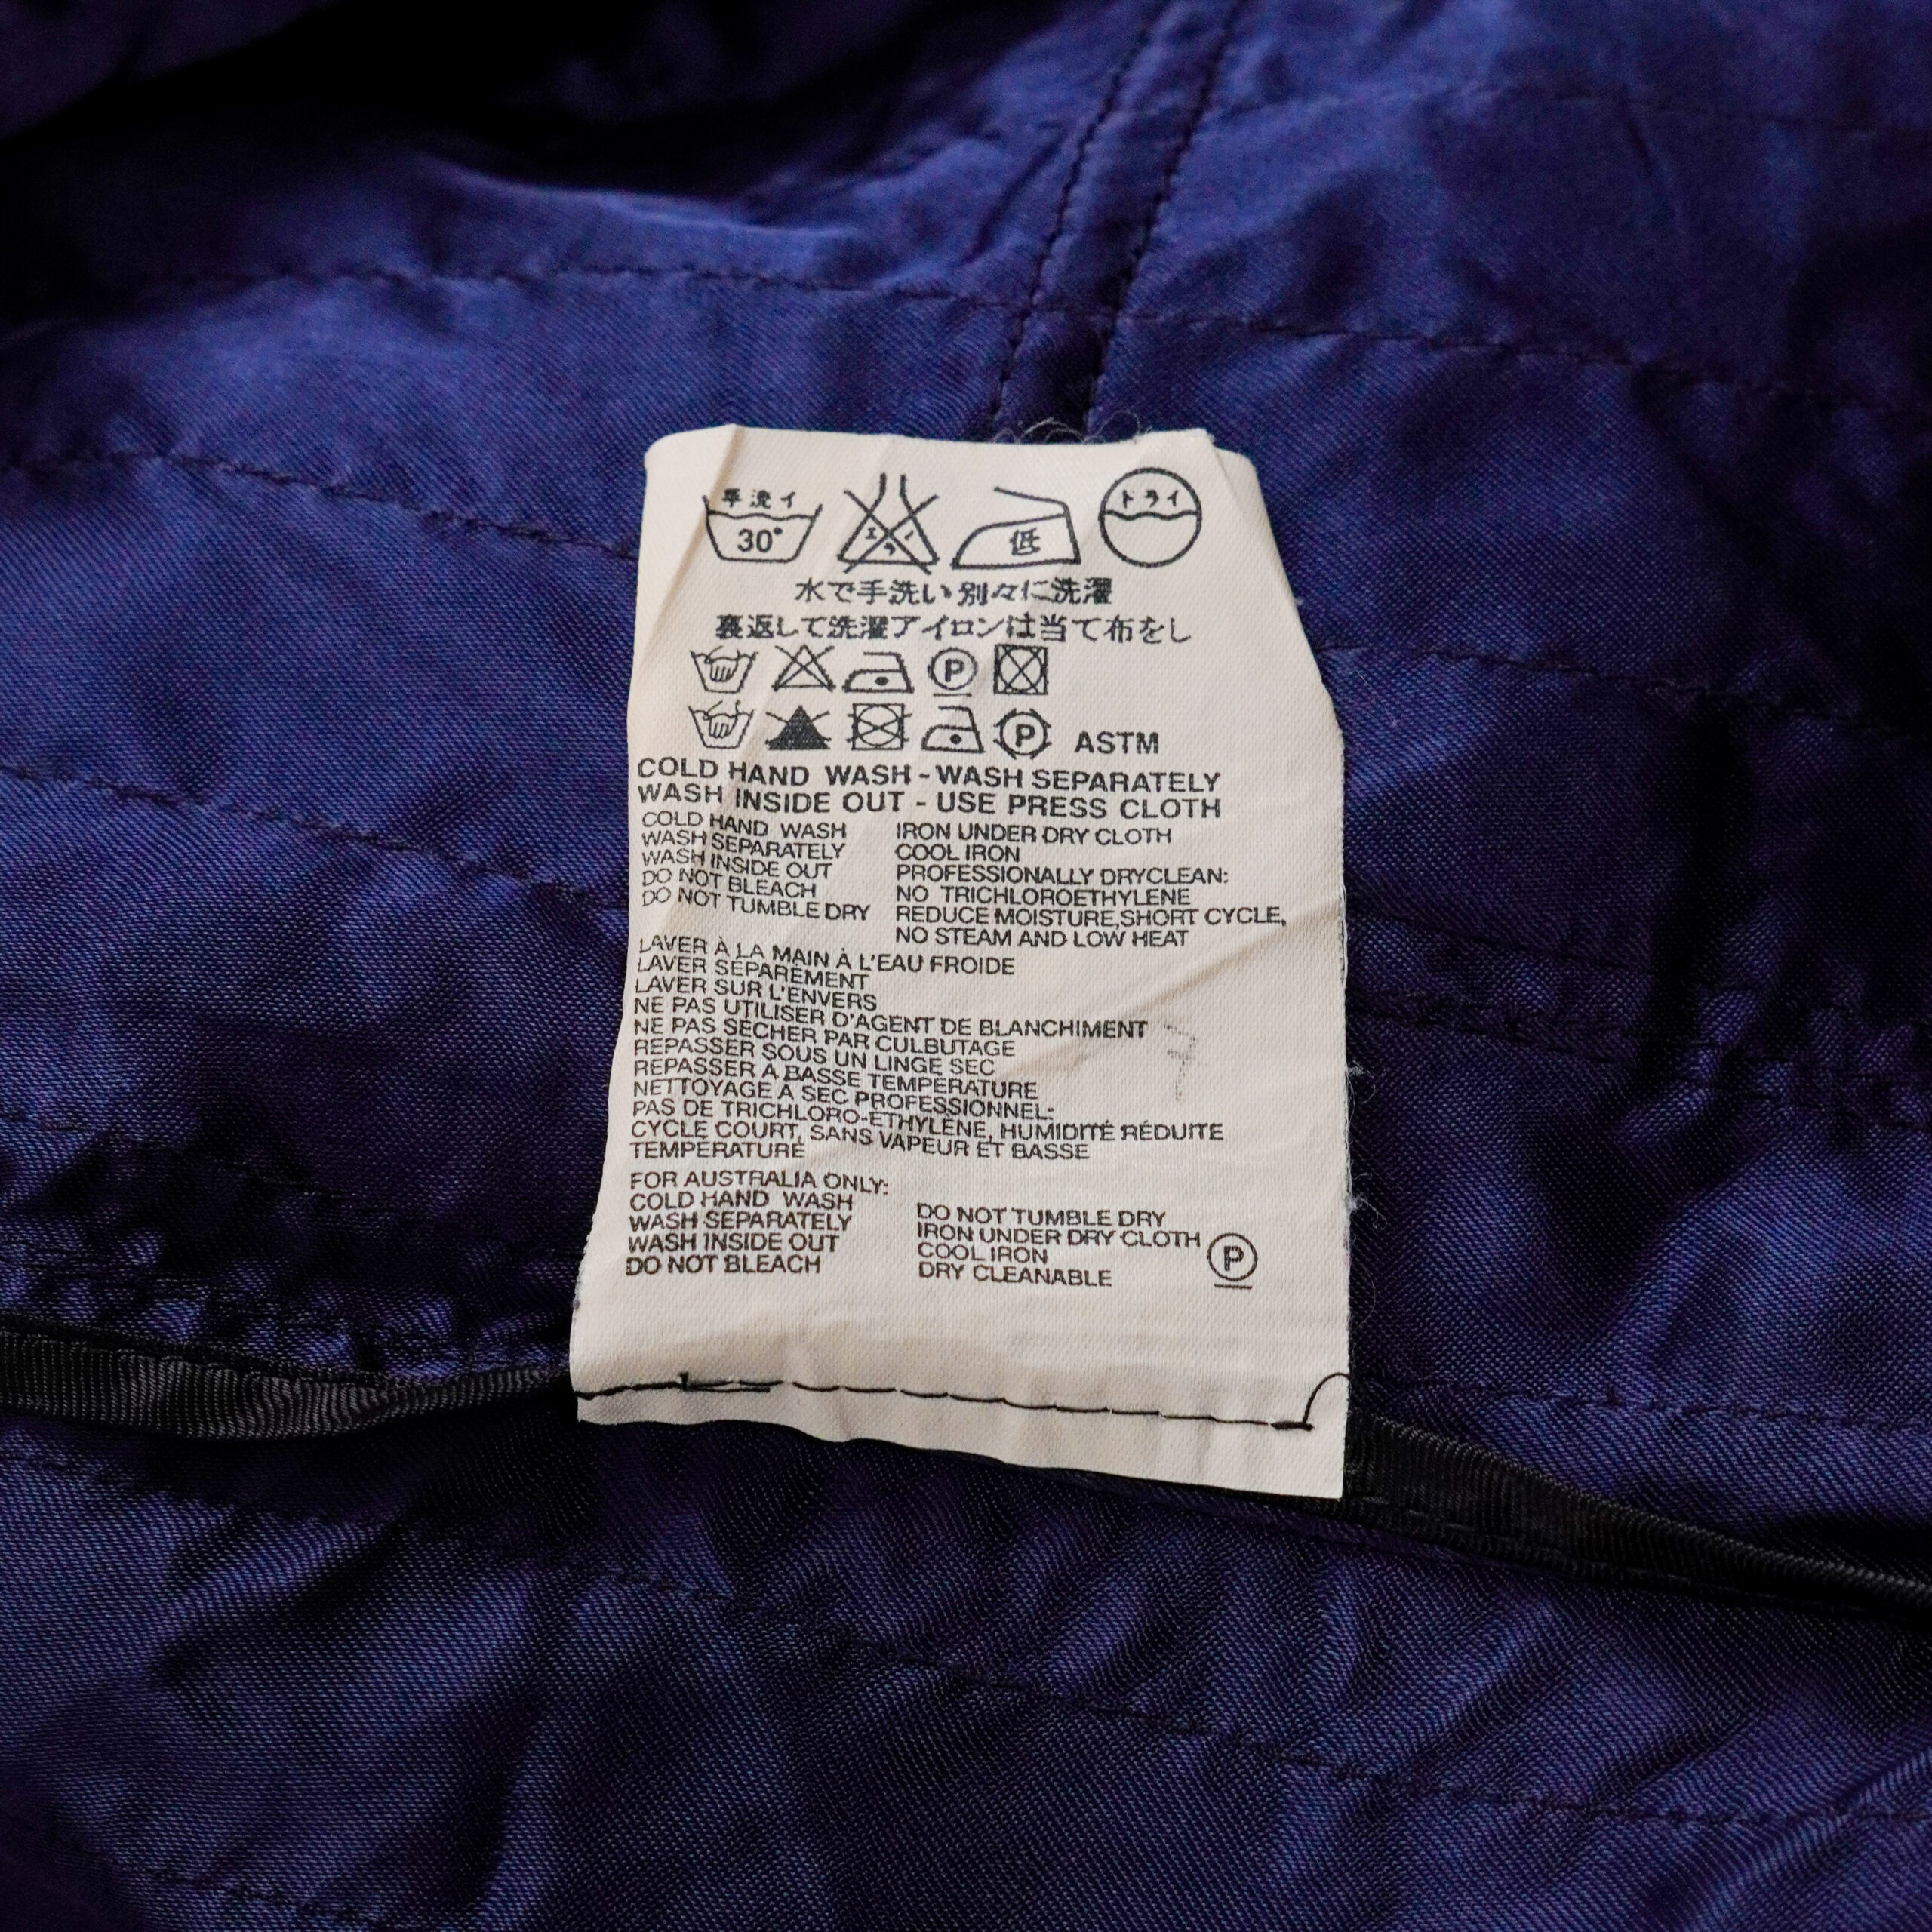 手洗イ
30°
エンソ
低
ドライ
水で手洗い別々に洗濯
裏返して洗濯アイロンは当て布をし
P
P ASTM
COLD HAND WASH - WASH SEPARATELY
WASH INSIDE OUT - USE PRESS CLOTH
COLD HAND WASH
WASH SEPARATELY
WASH INSIDE OUT
DO NOT BLEACH
DO NOT TUMBLE DRY
IRON UNDER DRY CLOTH
COOL IRON
PROFESSIONALLY DRYCLEAN:
NO TRICHLOROETHYLENE
REDUCE MOISTURE,SHORT CYCLE,
NO STEAM AND LOW HEAT
LAVER À LA MAIN À L'EAU FROIDE
LAVER SÉPARÉMENT
LAVER SUR L'ENVERS
NE PAS UTILISER D'AGENT DE BLANCHIMENT
NE PAS SÉCHER PAR CULBUTAGE
REPASSER SOUS UN LINGE SEC
REPASSER À BASSE TEMPÉRATURE
NETTOYAGE À SEC PROFESSIONNEL:
PAS DE TRICHLORO-ÉTHYLÈNE, HUMIDITÉ RÉDUITE
CYCLE COURT, SANS VAPEUR ET BASSE
TEMPÉRATURE
FOR AUSTRALIA ONLY:
COLD HAND WASH
WASH SEPARATELY
WASH INSIDE OUT
DO NOT BLEACH
DO NOT TUMBLE DRY
IRON UNDER DRY CLOTH
COOL IRON
DRY CLEANABLE
P